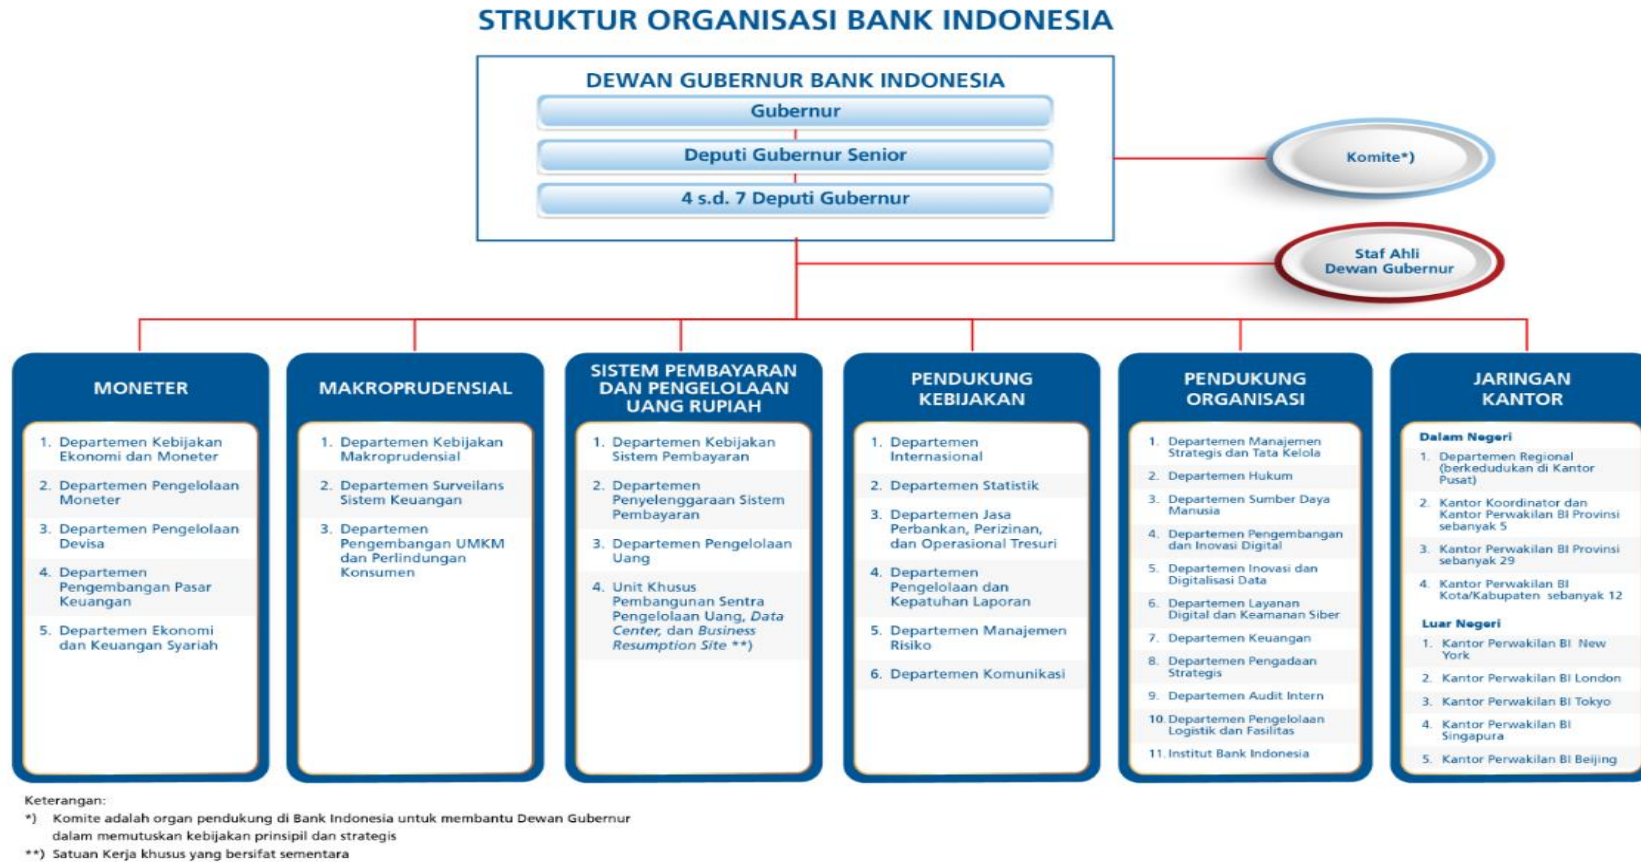 STRUKTUR ORGANISASI BANK INDONESIA
DEWAN GUBERNUR BANK INDONESIA
Gubernur
Deputi Gubernur Senior
4 s.d. 7 Deputi Gubernur
Komite*)
Staf Ahli
Dewan Gubernur
MONETER
1. Departemen Kebijakan
Ekonomi dan Moneter
2. Departemen Pengelolaan
Moneter
3. Departemen Pengelolaan
Devisa
4. Departemen
Pengembangan Pasar
Keuangan
5. Departemen Ekonomi
dan Keuangan Syariah
MAKROPRUDENSIAL
1. Departemen Kebijakan
Makroprudensial
2. Departemen Surveilans
Sistem Keuangan
3. Departemen
Pengembangan UMKM
dan Perlindungan
Konsumen
SISTEM PEMBAYARAN
DAN PENGELOLAAN
UANG RUPIAH
1. Departemen Kebijakan
Sistem Pembayaran
2. Departemen
Penyelenggaraan Sistem
Pembayaran
3. Departemen Pengelolaan
Uang
4. Unit Khusus
Pembangunan Sentra
Pengelolaan Uang, Data
Center, dan Business
Resumption Site **)
PENDUKUNG
KEBIJAKAN
1. Departemen
Internasional
2. Departemen Statistik
3. Departemen Jasa
Perbankan, Perizinan,
dan Operasional Tresuri
4. Departemen
Pengelolaan dan
Kepatuhan Laporan
5. Departemen Manajemen
Risiko
6. Departemen Komunikasi
PENDUKUNG
ORGANISASI
1. Departemen Manajemen
Strategis dan Tata Kelola
2. Departemen Hukum
3. Departemen Sumber Daya
Manusia
4. Departemen Pengembangan
dan Inovasi Digital
5. Departemen Inovasi dan
Digitalisasi Data
6. Departemen Layanan
Digital dan Keamanan Siber
7. Departemen Keuangan
8. Departemen Pengadaan
Strategis
9. Departemen Audit Intern
10. Departemen Pengelolaan
Logistik dan Fasilitas
11. Institut Bank Indonesia
JARINGAN
KANTOR
Dalam Negeri
1. Departemen Regional
(berkedudukan di Kantor
Pusat)
2. Kantor Koordinator dan
Kantor Perwakilan BI Provinsi
sebanyak 5
3. Kantor Perwakilan BI Provinsi
sebanyak 29
4. Kantor Perwakilan BI
Kota/Kabupaten sebanyak 12
Luar Negeri
1. Kantor Perwakilan BI New
York
2. Kantor Perwakilan BI London
3. Kantor Perwakilan BI Tokyo
4. Kantor Perwakilan BI
Singapura
5. Kantor Perwakilan BI Beijing
Keterangan:
*) Komite adalah organ pendukung di Bank Indonesia untuk membantu Dewan Gubernur
dalam memutuskan kebijakan prinsipil dan strategis
**) Satuan Kerja khusus yang bersifat sementara